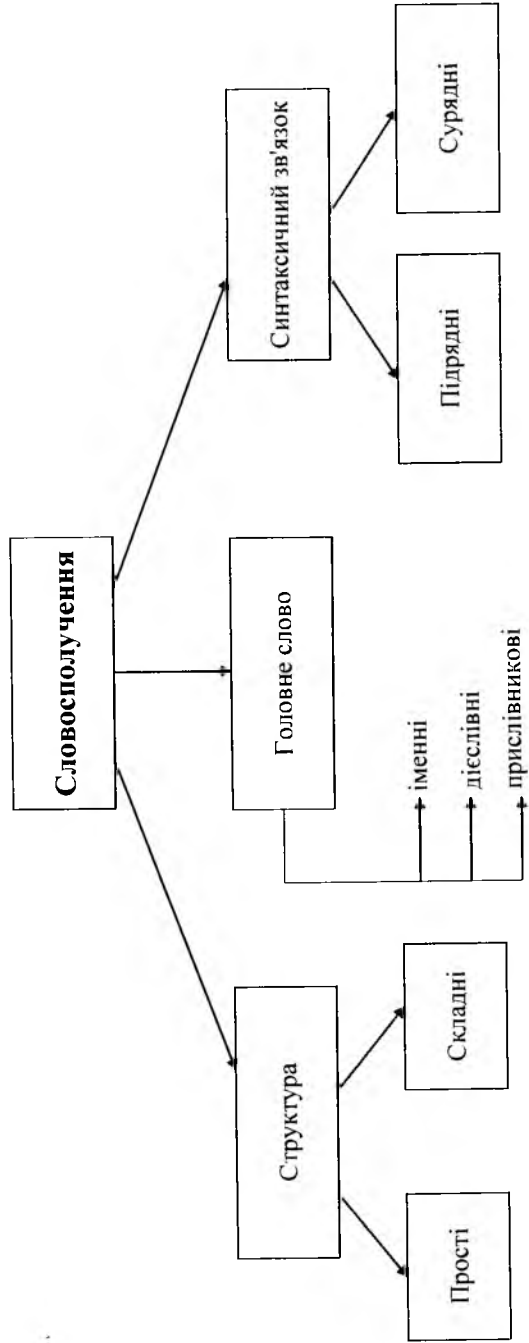 Словосполучення
Структура
Головне слово
Синтаксичний зв'язок
Прості
Складні
іменні
дієслівні
прислівникові
Підрядні
Сурядні